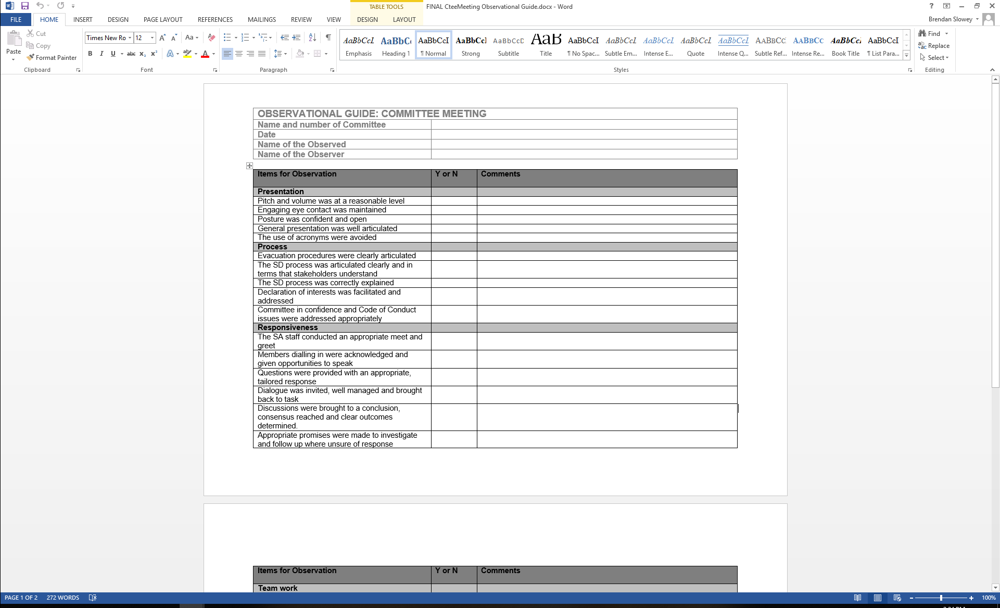 TABLE TOOLS
FINAL CteeMeeting Observational Guide.docx - Word
?
FILE HOME INSERT DESIGN PAGE LAYOUT REFERENCES MAILINGS REVIEW VIEW DESIGN LAYOUT
Brendan Slowey
Paste
Cut
Copy
Format Painter
Clipboard
Times New Ro 12
Aa
B I U abc x₂ x²
Font
Paragraph
AaBbCcI AaBbC AaBbCcI AaBbCcI AaBbCcD AaB AaBbCcI AaBbCcI AaBbCcI AaBbCcI AaBbCcI AABBCC AABBCC AaBbCcI AaBbCcI
Emphasis Heading 1 ¶ Normal Strong Subtitle Title ¶ No Spac... Subtle Em... Intense E... Quote Intense Q... Subtle Ref... Intense Re... Book Title ¶ List Para...
Styles
Find
Replace
Select
Editing
OBSERVATIONAL GUIDE: COMMITTEE MEETING
Name and number of Committee
Date
Name of the Observed
Name of the Observer
Items for Observation Y or N Comments
Presentation
Pitch and volume was at a reasonable level
Engaging eye contact was maintained
Posture was confident and open
General presentation was well articulated
The use of acronyms were avoided
Process
Evacuation procedures were clearly articulated
The SD process was articulated clearly and in
terms that stakeholders understand
The SD process was correctly explained
Declaration of interests was facilitated and
addressed
Committee in confidence and Code of Conduct
issues were addressed appropriately
Responsiveness
The SA staff conducted an appropriate meet and
greet
Members dialling in were acknowledged and
given opportunities to speak
Questions were provided with an appropriate,
tailored response
Dialogue was invited, well managed and brought
back to task
Discussions were brought to a conclusion,
consensus reached and clear outcomes
determined.
Appropriate promises were made to investigate
and follow up where unsure of response
Items for Observation Y or N Comments
Team work
PAGE 1 OF 2 272 WORDS
100%